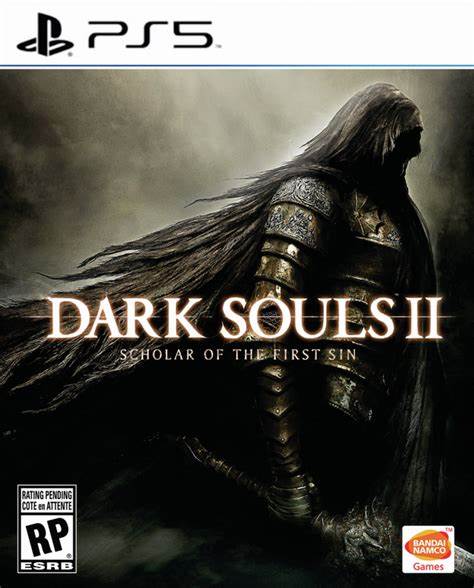 PS5
DARK SOULS II
SCHOLAR OF THE FIRST SIN
RATING PENDING
COTE en ATTENTE
RP
ESRB
BANDAI
NAMCO
Games
TM